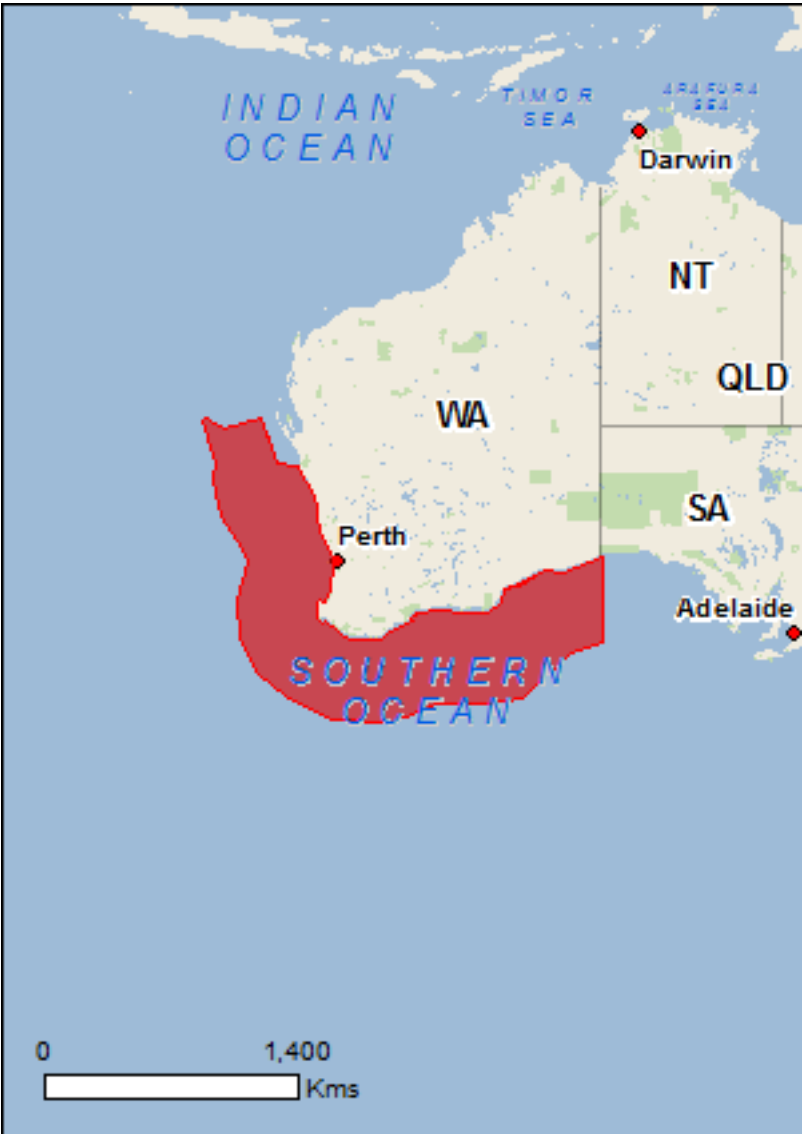 INDIAN
OCEAN
TIMOR
SEA
ARAFURA
SEA
Darwin
NT
QLD
WA
SA
Perth
Adelaide
SOUTHERN
OCEAN
0 1,400
Kms